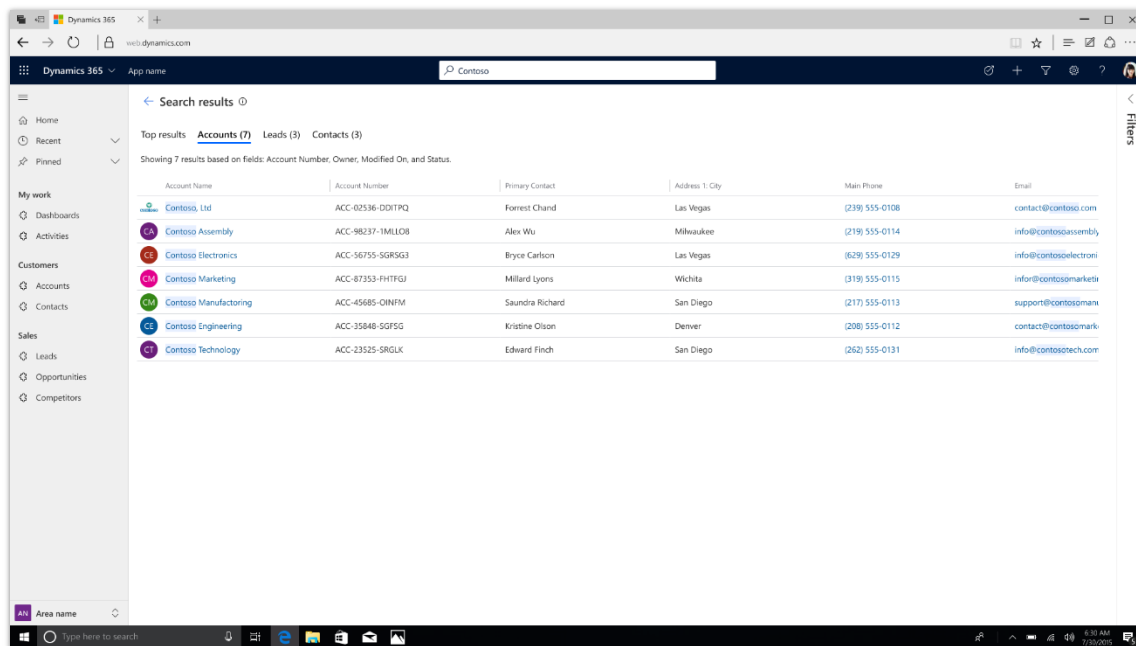 Dynamics 365
web.dynamics.com
Dynamics 365 App name Contoso ?
Search results
Home
Recent
Pinned
My work
Dashboards
Activities
Customers
Accounts
Contacts
Sales
Leads
Opportunities
Competitors
AN Area name
Top results Accounts (7) Leads (3) Contacts (3)
Showing 7 results based on fields: Account Number, Owner, Modified On, and Status.
Account Name Account Number Primary Contact Address 1: City Main Phone Email
Contoso, Ltd ACC-02536-DDITPQ Forrest Chand Las Vegas (239) 555-0108 contact@contoso.com
CA Contoso Assembly ACC-98237-1MLLO8 Alex Wu Milwaukee (219) 555-0114 info@contosoassembly
CE Contoso Electronics ACC-56755-SGRSG3 Bryce Carlson Las Vegas (629) 555-0129 info@contosoelectroni
CM Contoso Marketing ACC-87353-FHTFGJ Millard Lyons Wichita (319) 555-0115 infor@contosomarketi
CM Contoso Manufactoring ACC-45685-OINFM Saundra Richard San Diego (217) 555-0113 support@contosoman
CE Contoso Engineering ACC-35848-SGFSG Kristine Olson Denver (208) 555-0112 contact@contosomark
CT Contoso Technology ACC-23525-SRGLK Edward Finch San Diego (262) 555-0131 info@contosotech.com
Filters
Type here to search
6:30 AM
7/30/2015